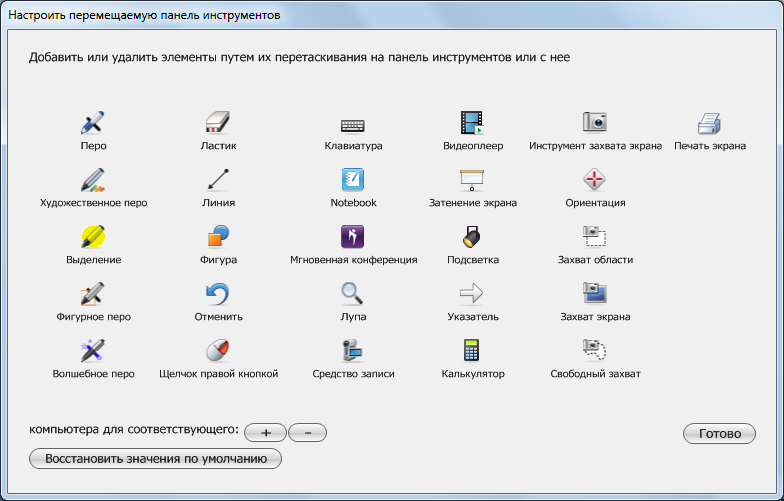 Настроить перемещаемую панель инструментов
Добавить или удалить элементы путем их перетаскивания на панель инструментов или с нее
Перо Ластик Клавиатура Видеоплеер Инструмент захвата экрана Печать экрана
Художественное перо Линия Notebook Затенение экрана Ориентация
Выделение Фигура Мгновенная конференция Подсветка Захват области
Фигурное перо Отменить Лупа Указатель Захват экрана
Волшебное перо Щелчок правой кнопкой Средство записи Калькулятор Свободный захват
компьютера для соответствующего: + - Готово
Восстановить значения по умолчанию